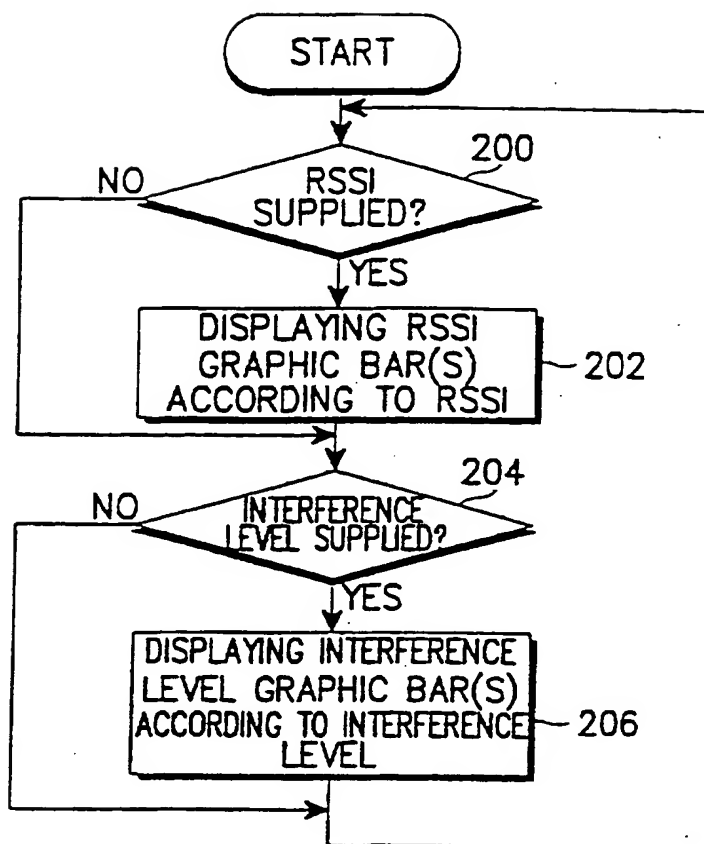 START
200
NO
RSSI
SUPPLIED?
YES
DISPLAYING RSSI
GRAPHIC BAR(S)
ACCORDING TO RSSI
202
204
NO
INTERFERENCE
LEVEL SUPPLIED?
YES
DISPLAYING INTERFERENCE
LEVEL GRAPHIC BAR(S)
ACCORDING TO INTERFERENCE
LEVEL
206